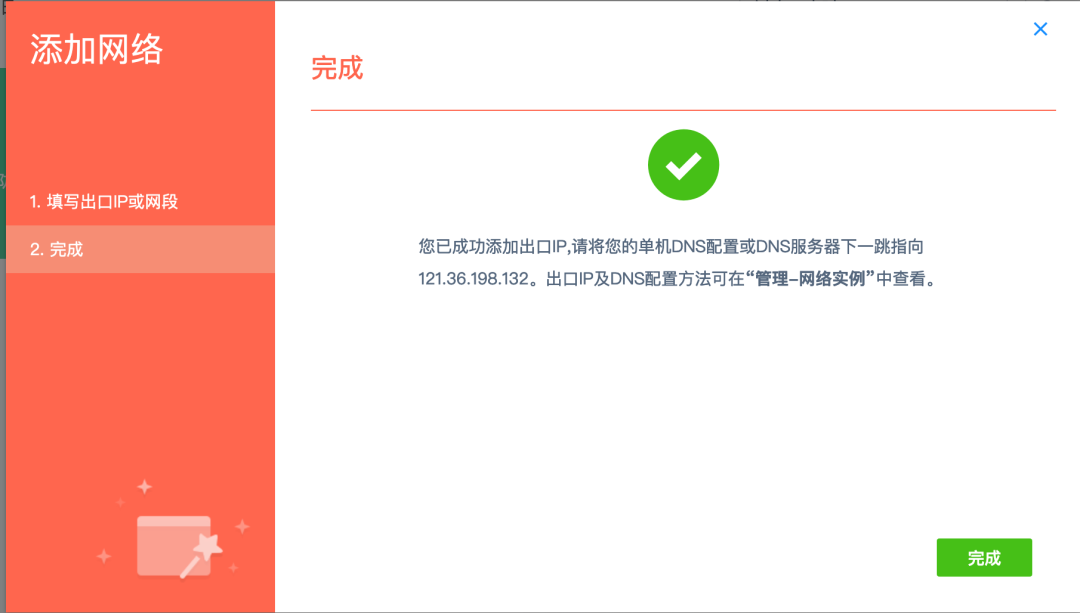 添加网络
1. 填写出口IP或网段
2. 完成
完成
您已成功添加出口IP,请将您的单机DNS配置或DNS服务器下一跳指向
121.36.198.132。出口IP及DNS配置方法可在“管理–网络实例”中查看。
完成